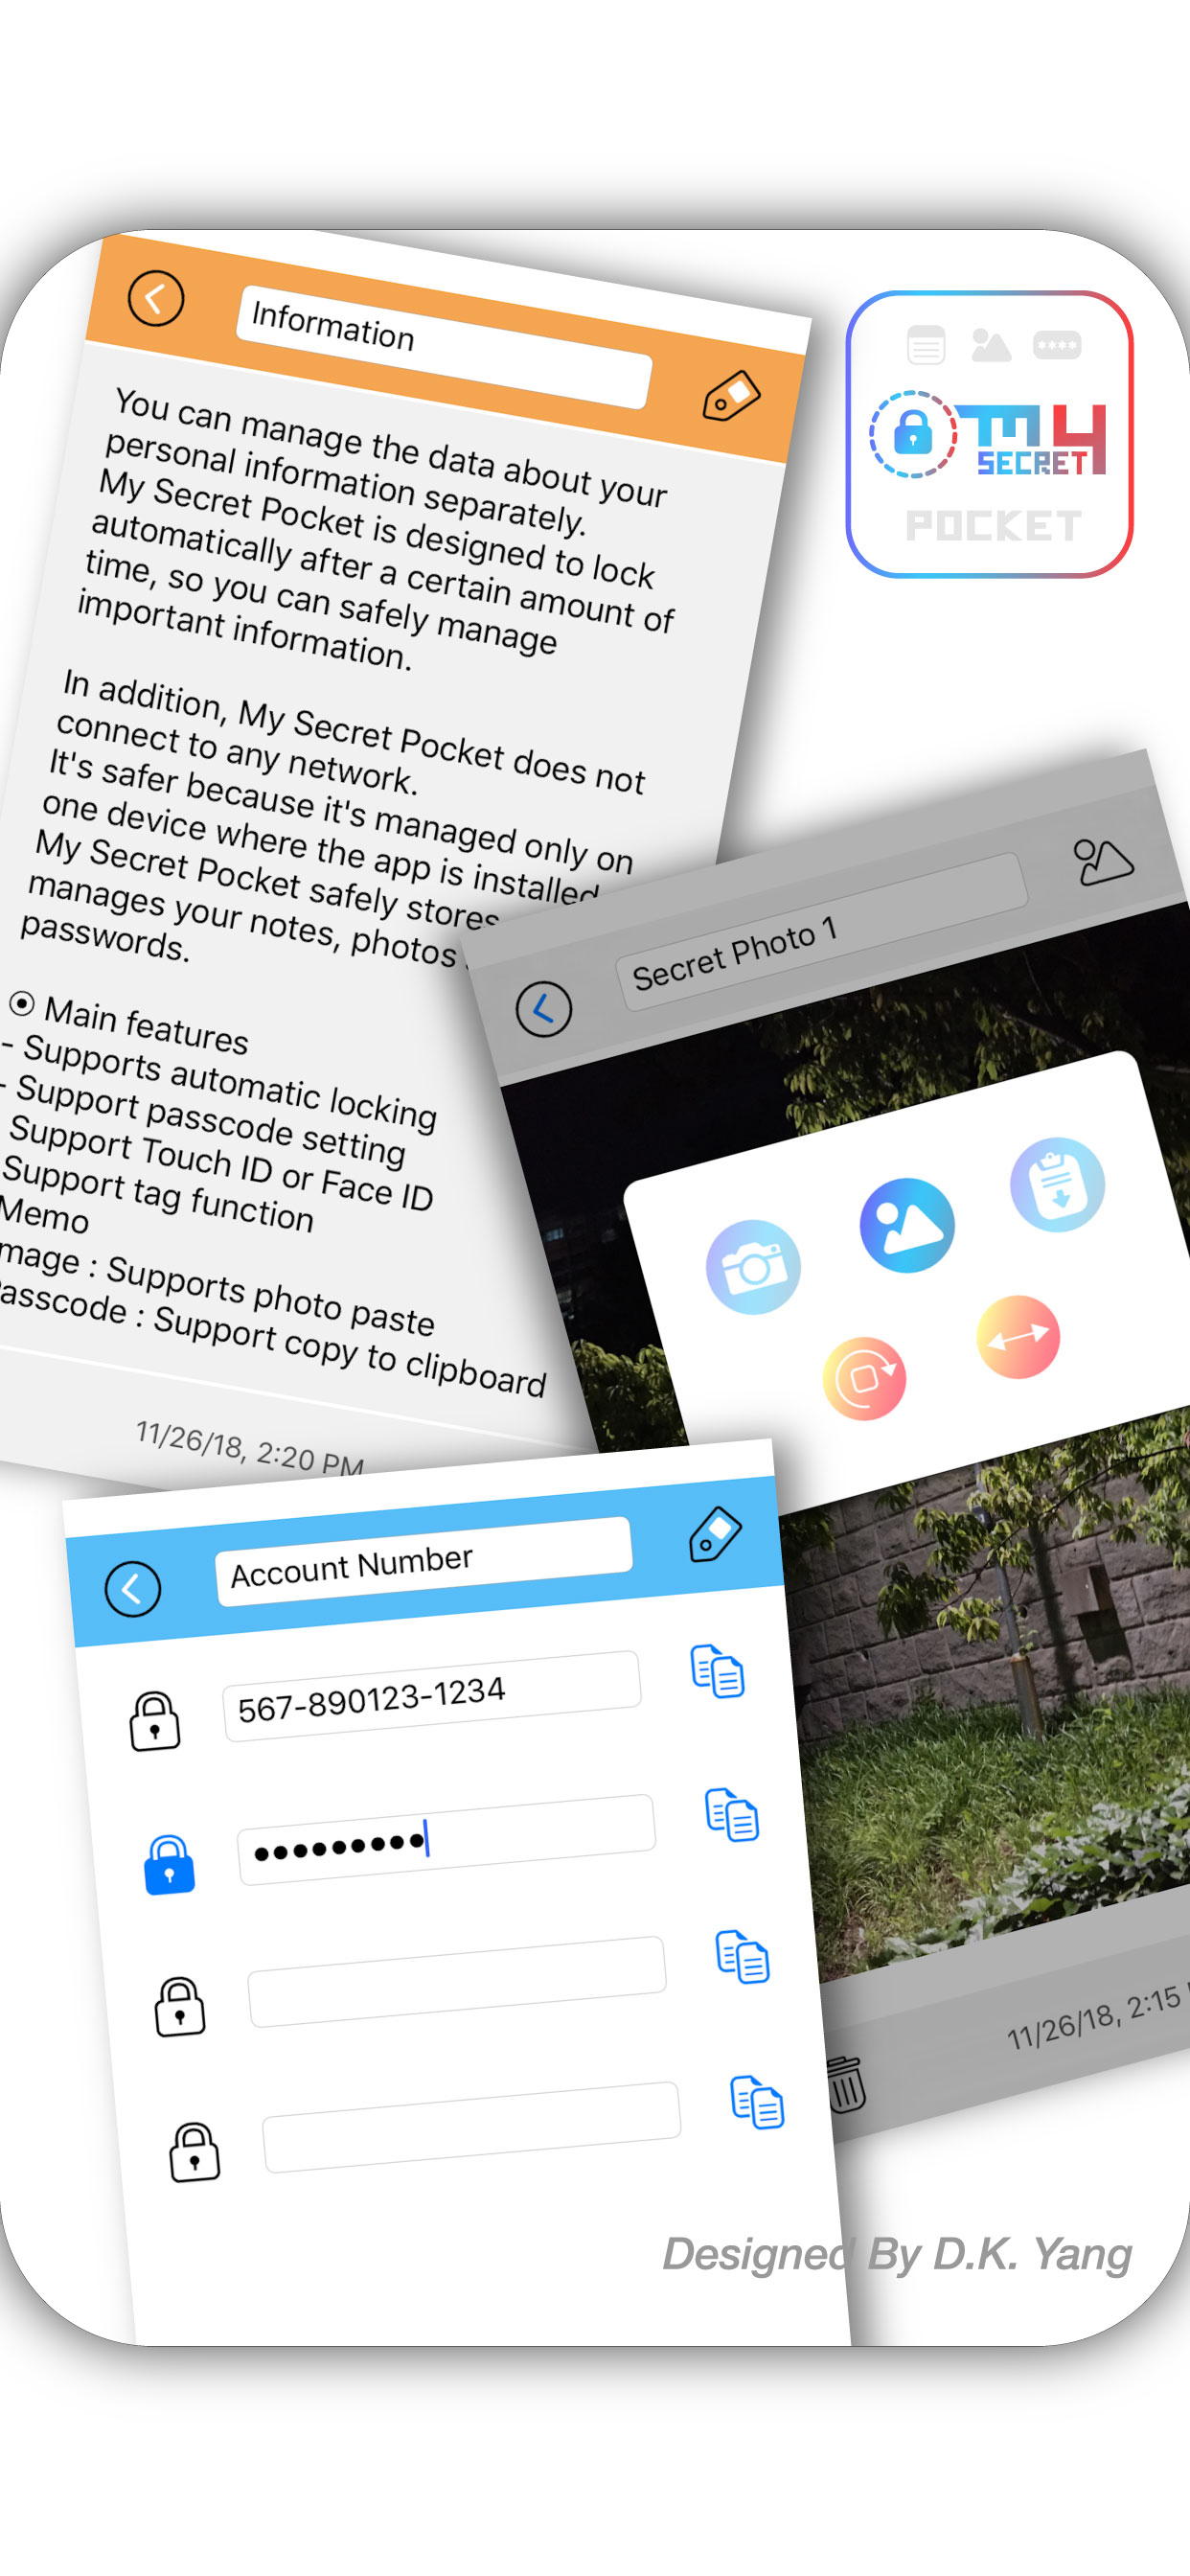 Information
You can manage the data about your
personal information separately.
My Secret Pocket is designed to lock
automatically after a certain amount of
time, so you can safely manage
important information.
In addition, My Secret Pocket does not
connect to any network.
It's safer because it's managed only on
one device where the app is installed
My Secret Pocket safely stores
manages your notes, photos
passwords.
⦿ Main features
- Supports automatic locking
- Support passcode setting
Support Touch ID or Face ID
Support tag function
Memo
mage : Supports photo paste
asscode : Support copy to clipboard
11/26/18, 2:20 PM
****
MY
SECRET
POCKET
Secret Photo 1
11/26/18, 2:15
Account Number
567-890123-1234
•••••••••
Designed By D.K. Yang